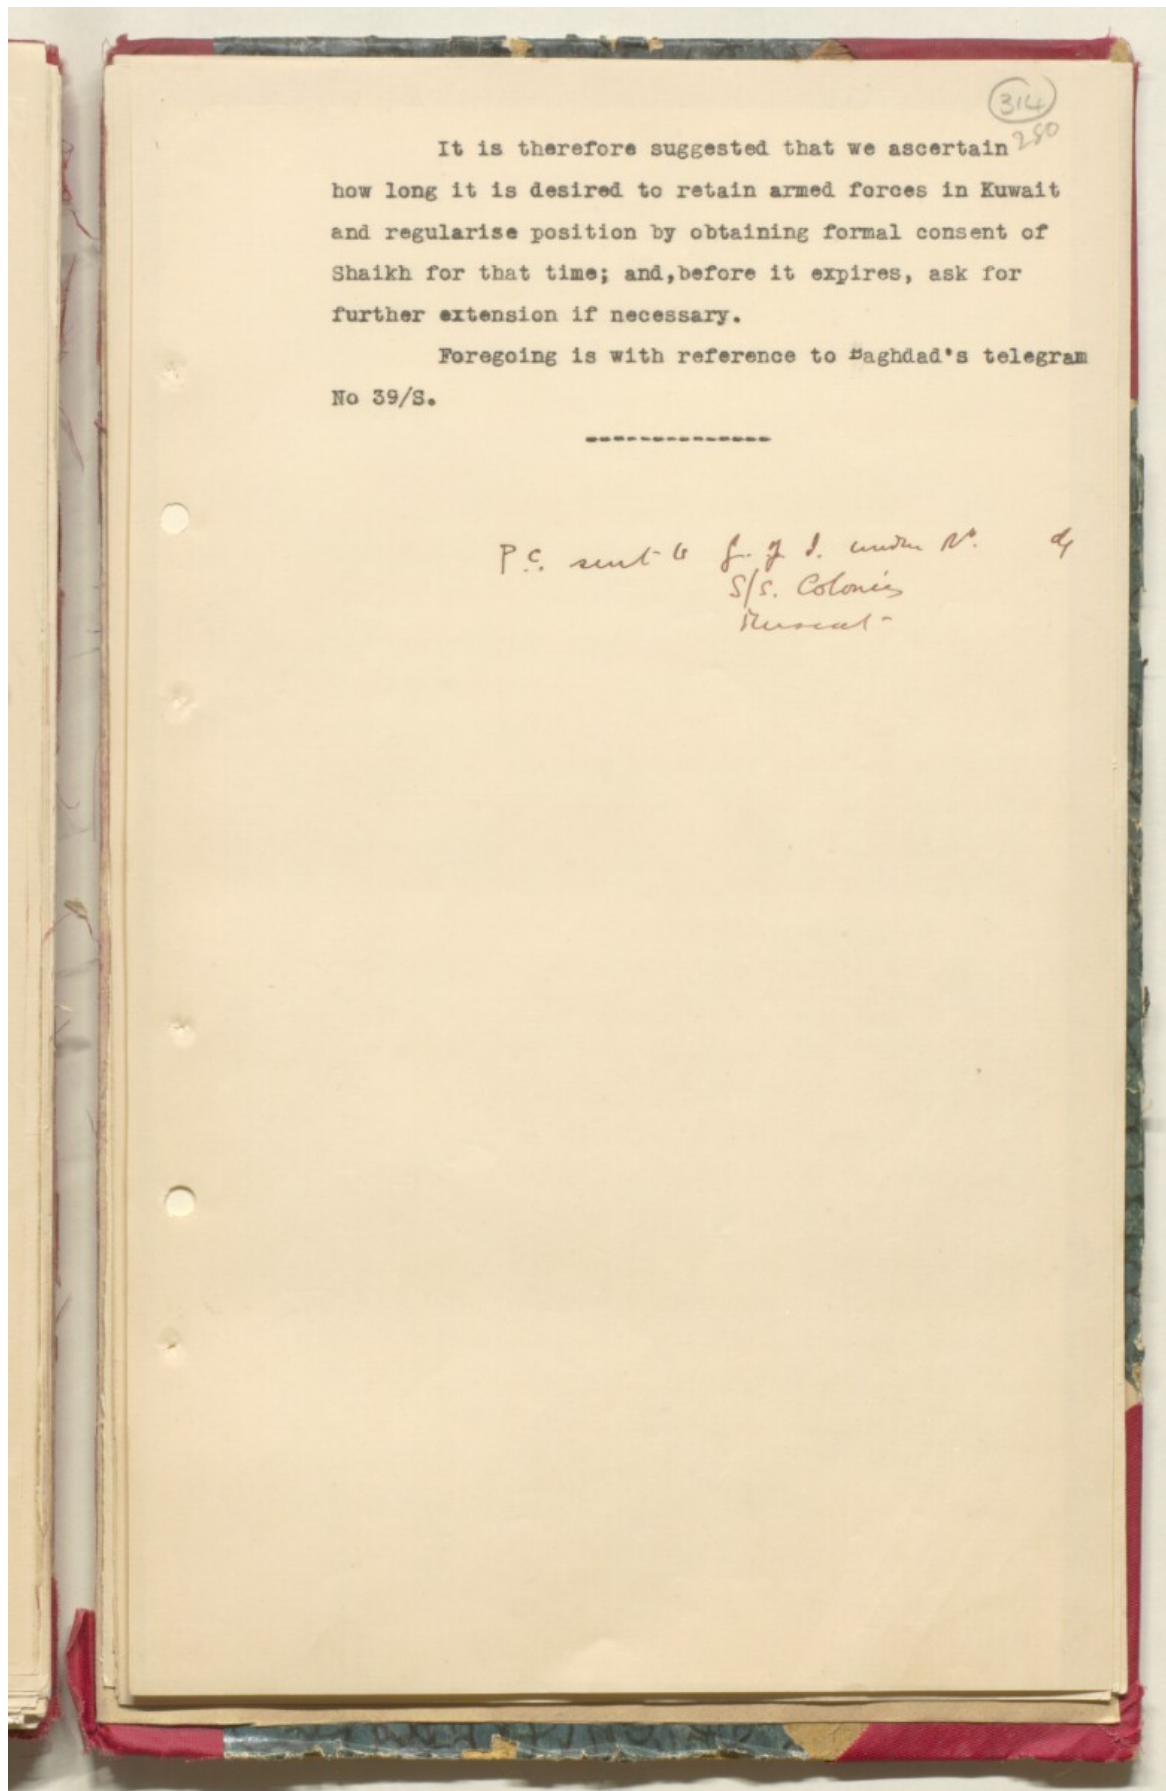 314
280
It is therefore suggested that we ascertain
how long it is desired to retain armed forces in Kuwait
and regularise position by obtaining formal consent of
Shaikh for that time; and,before it expires, ask for
further extension if necessary.
Foregoing is with reference to Baghdad's telegram
No 39/S.
--------------
P.C. sent to G. of I. under No.
S/S. Colonies
Muscat